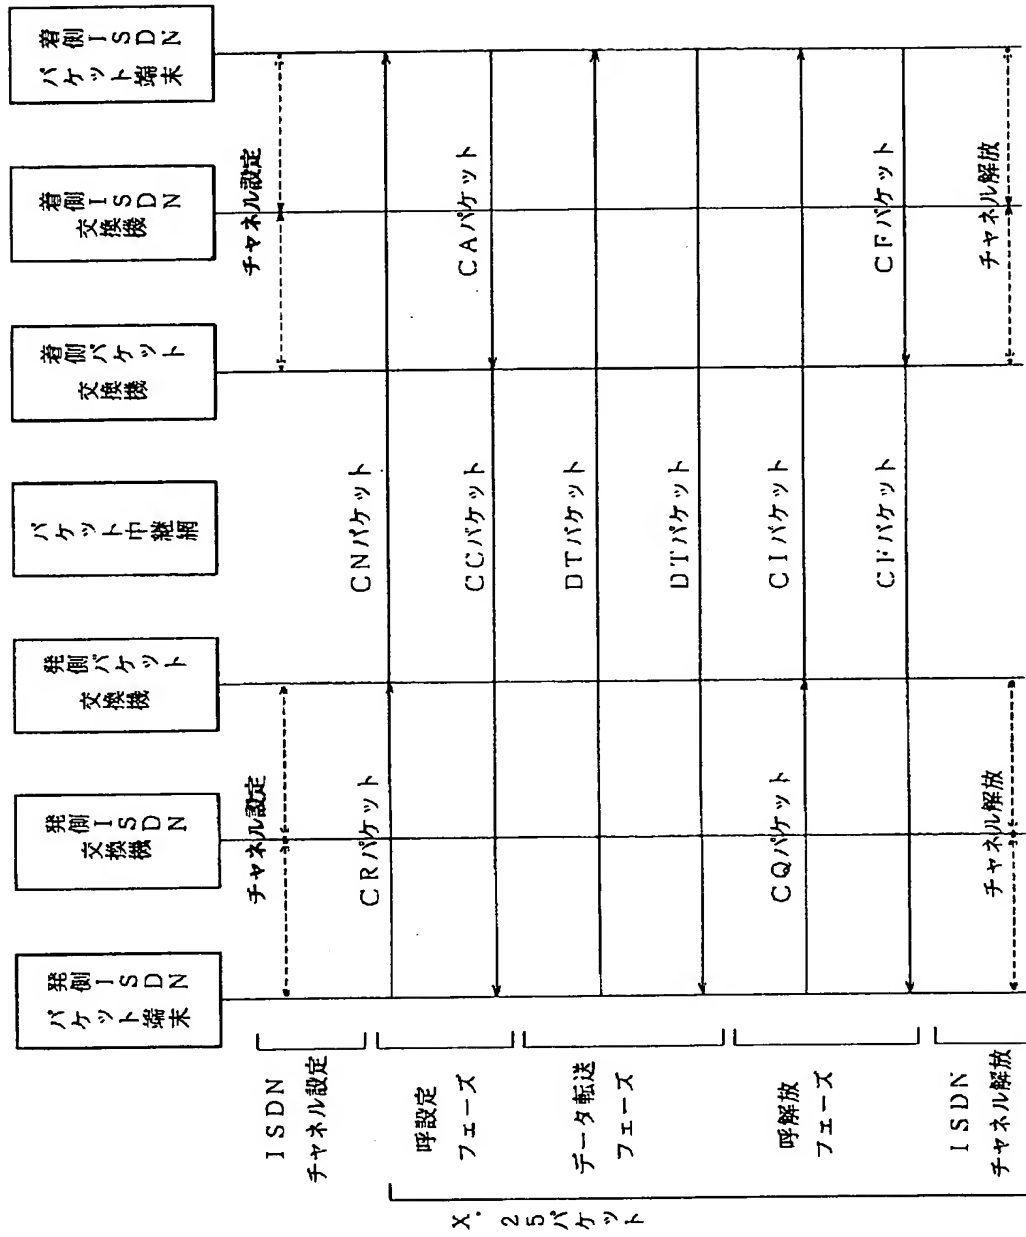 発側ISDN
パケット端末
発側ISDN
交換機
発側パケット
交換機
パケット中継網
着側パケット
交換機
着側ISDN
交換機
着側ISDN
パケット端末
ISDN
チャネル設定
チャネル設定
チャネル設定
X.25パケット
呼設定
フェーズ
CRパケット
CNパケット
CCパケット
CAパケット
データ転送
フェーズ
DTパケット
DTパケット
呼解放
フェーズ
CQパケット
CIパケット
CFパケット
CFパケット
ISDN
チャネル解放
チャネル解放
チャネル解放